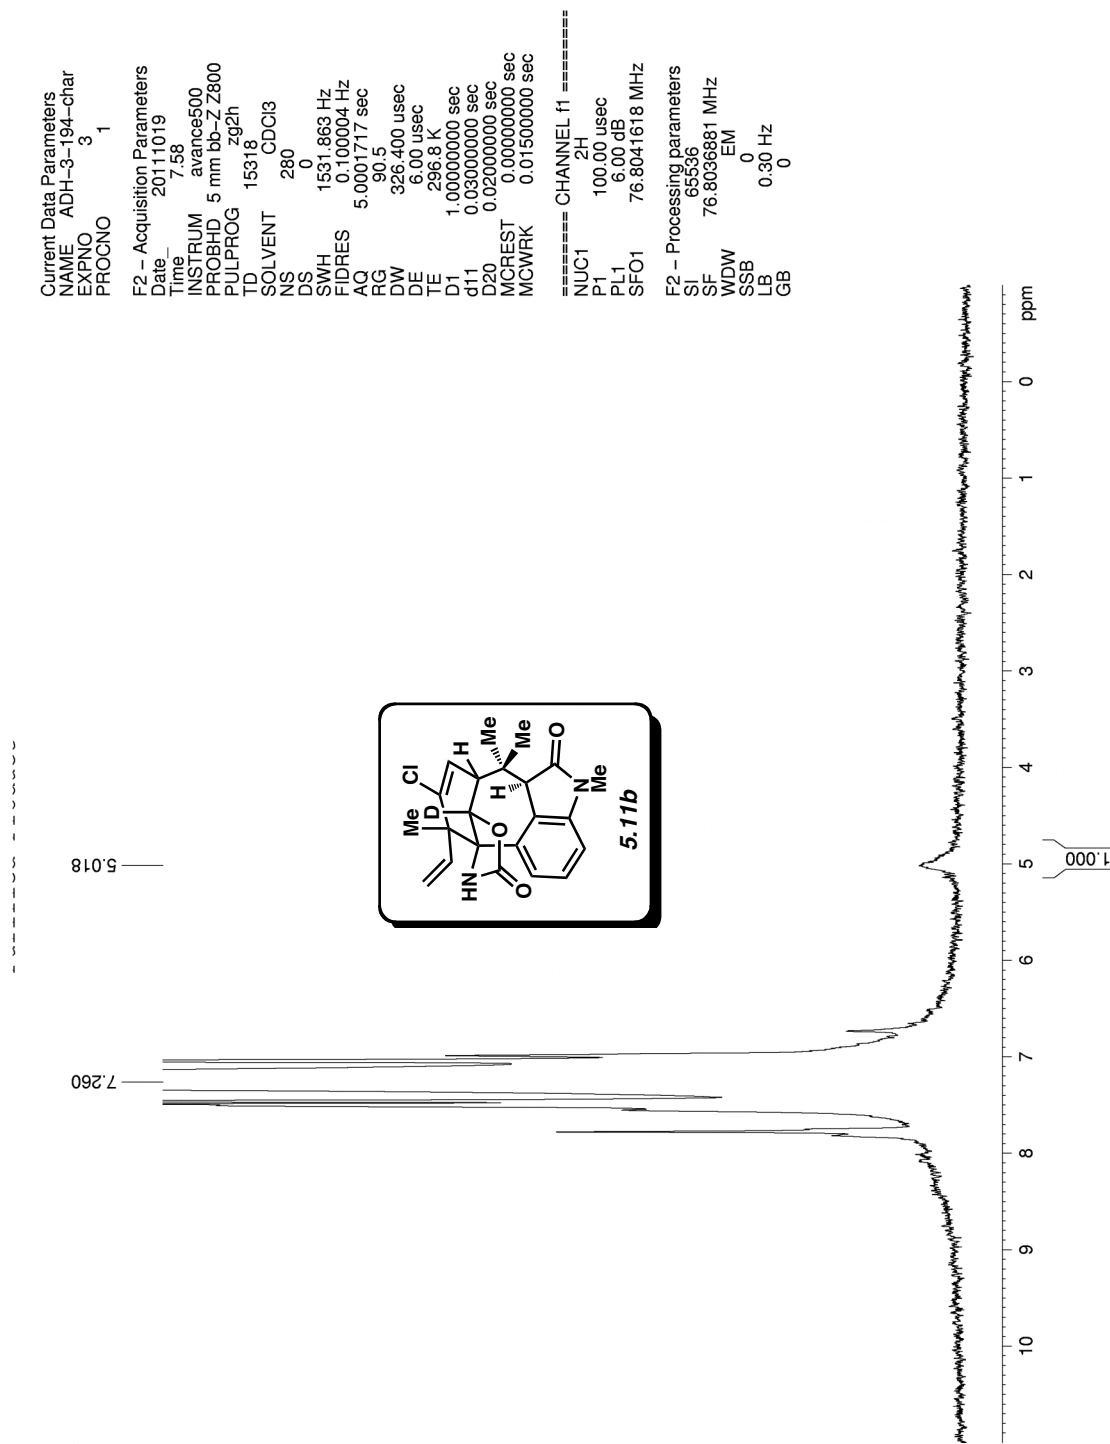 Current Data Parameters
NAME ADH-3-194-char
EXPNO 3
PROCNO 1
F2 - Acquisition Parameters
Date_ 20111019
Time 7.58
INSTRUM avance500
PROBHD 5 mm bb-Z Z800
PULPROG zg2h
TD 15318
SOLVENT CDCl3
NS 280
DS 0
SWH 1531.863 Hz
FIDRES 0.100004 Hz
AQ 5.0001717 sec
RG 90.5
DW 326.400 usec
DE 6.00 usec
TE 296.8 K
D1 1.00000000 sec
d11 0.03000000 sec
D20 0.02000000 sec
MCREST 0.00000000 sec
MCWRK 0.01500000 sec
======== CHANNEL f1 ========
NUC1 2H
P1 100.00 usec
PL1 6.00 dB
SFO1 76.8041618 MHz
F2 - Processing parameters
SI 65536
SF 76.8036881 MHz
WDW EM
SSB 0
LB 0.30 Hz
GB 0
7.260
5.018
Me
Cl
D
H
Me
Me
H
HN
O
O
O
N
Me
5.11b
10 9 8 7 6 5 4 3 2 1 0 ppm
1.000